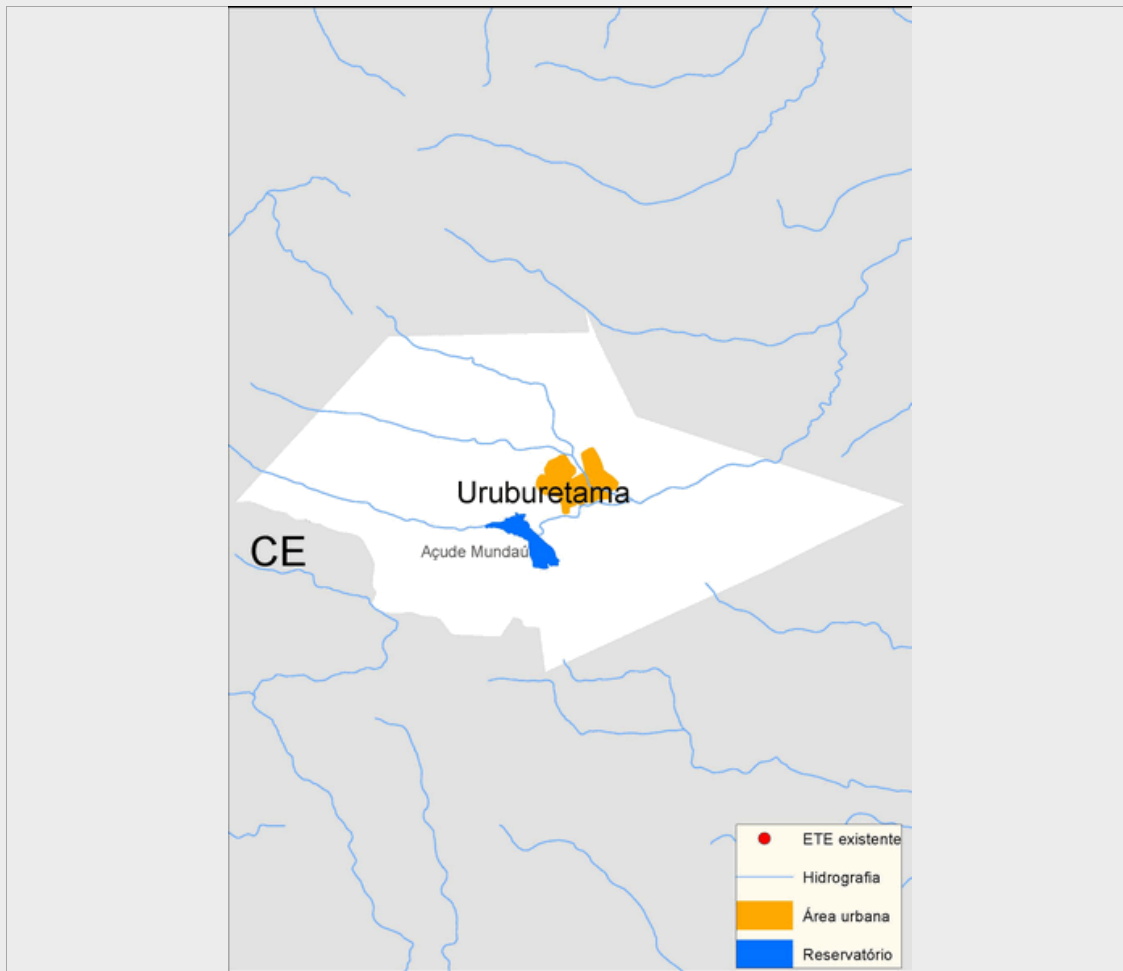 Uruburetama
CE
Açude Mundaú
ETE existente
Hidrografia
Área urbana
Reservatório